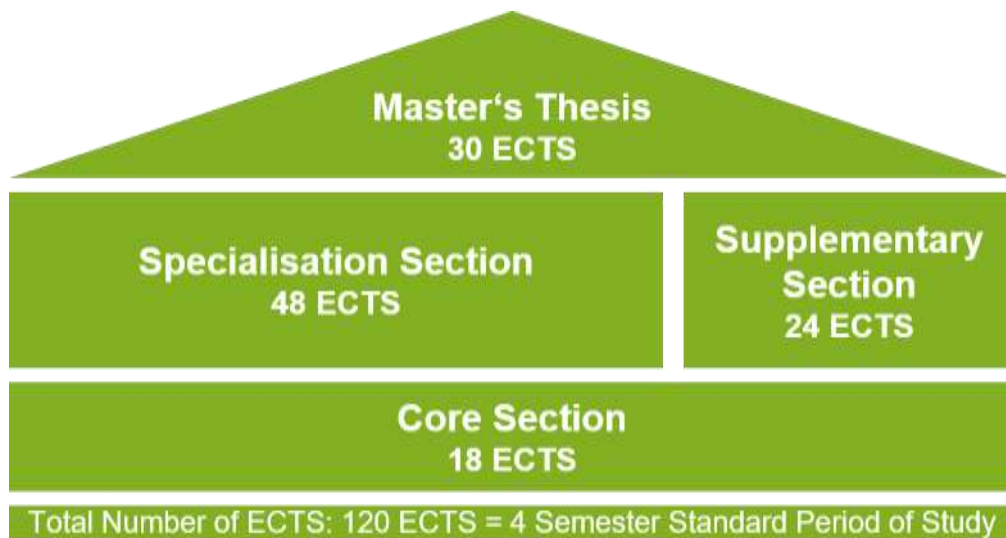 Master‘s Thesis
30 ECTS
Specialisation Section
48 ECTS
Supplementary
Section
24 ECTS
Core Section
18 ECTS
Total Number of ECTS: 120 ECTS = 4 Semester Standard Period of Study